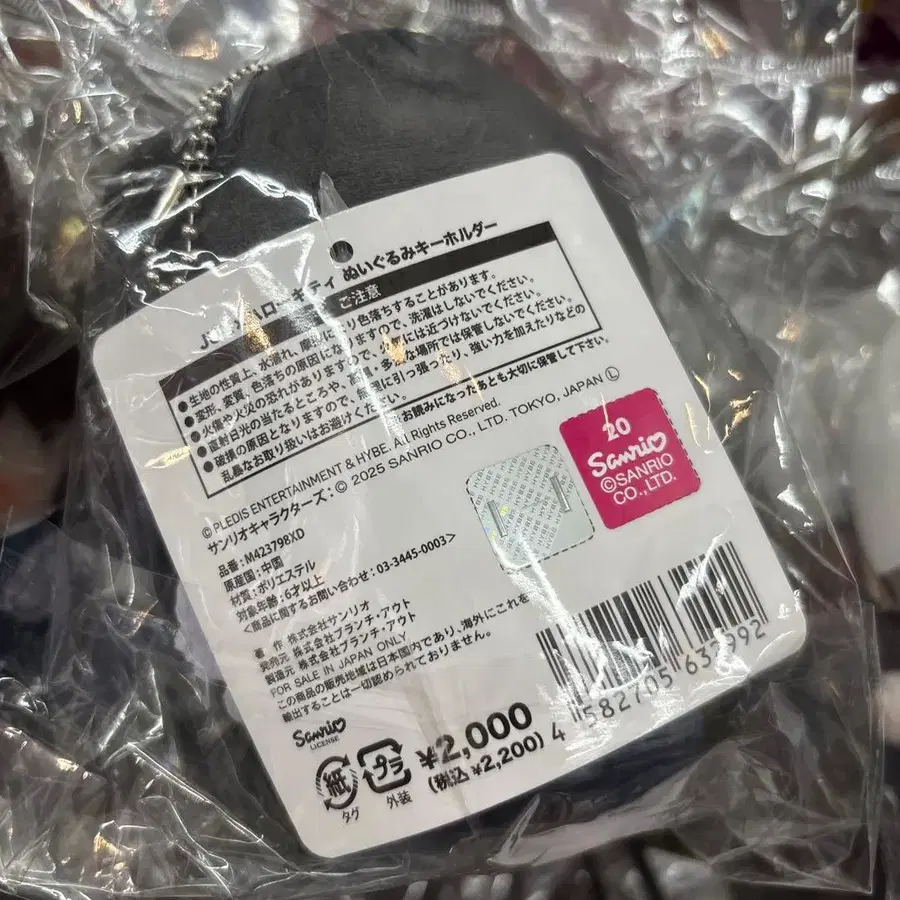 ハローキティ ぬいぐるみキーホルダー
ご注意
●生地の性質上、水濡れ、摩擦により色落ちすることがあります。
●変形、変質、色落ちの原因になりますので、洗濯はしないでください。
●火傷や火災の恐れがありますので、には近づけないでください。
●直射日光の当たるところや、多な場所では保管しないでください。
●破損の原因となりますので、無理に引っ張ったり、強い力を加えたりなどの
乱暴なお取り扱いはお避けください。
お読みになったあとも大切に保管して下さい。
© PLEDIS ENTERTAINMENT & HYBE. All Rights Reserved.
サンリオキャラクターズ:© 2025 SANRIO CO., LTD. TOKYO, JAPAN Ⓛ
20
Sanrio
©SANRIO
CO.,LTD.
品番:M423798XD
原産国:中国
材質:ポリエステル
対象年齢:6才以上
<商品に関するお問い合わせ:03-3445-0003>
著 作 株式会社サンリオ
発売元 株式会社ブランチ・アウト
製造元 株式会社ブランチ・アウト
FOR SALE IN JAPAN ONLY
この商品の販売地域は日本国内であり、海外にこれを
輸出することは一切認められておりません。
Sanrio
LICENSE
紙
タグ
プラ
外装
¥2,000
(税込 ¥2,200)
4 582705 637992